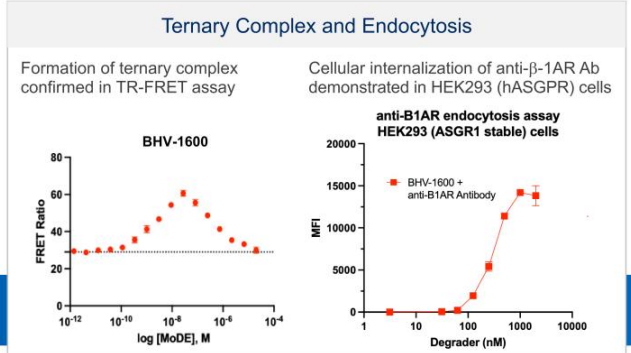 Ternary Complex and Endocytosis
Formation of ternary complex
confirmed in TR-FRET assay
BHV-1600
FRET Ratio
80
60
40
20
0
10-12
10-10
10-8
10-6
10-4
log [MoDE], M
Cellular internalization of anti-β-1AR Ab
demonstrated in HEK293 (hASGPR) cells
anti-B1AR endocytosis assay
HEK293 (ASGR1 stable) cells
BHV-1600 +
anti-B1AR Antibody
MFI
20000
15000
10000
5000
0
1
10
100
1000
10000
Degrader (nM)